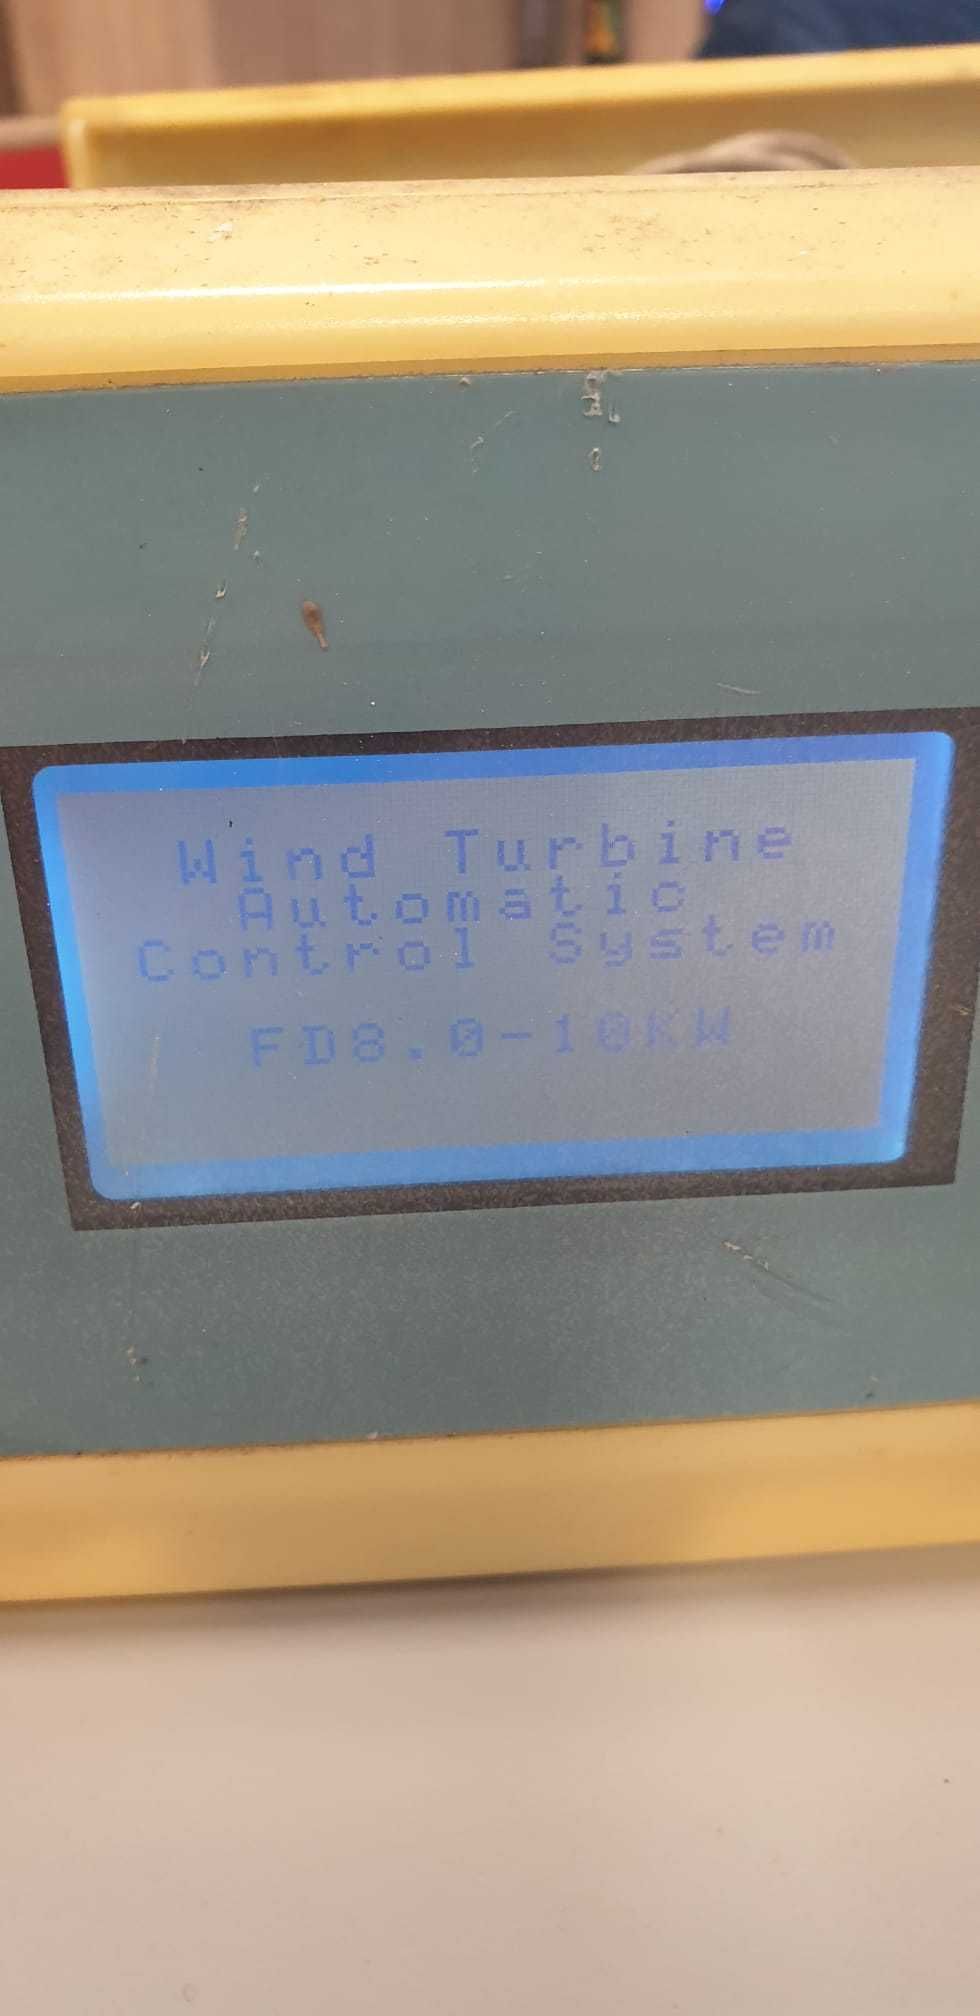 Wind Turbine
Automatic
Control System
FD8.0-10KW